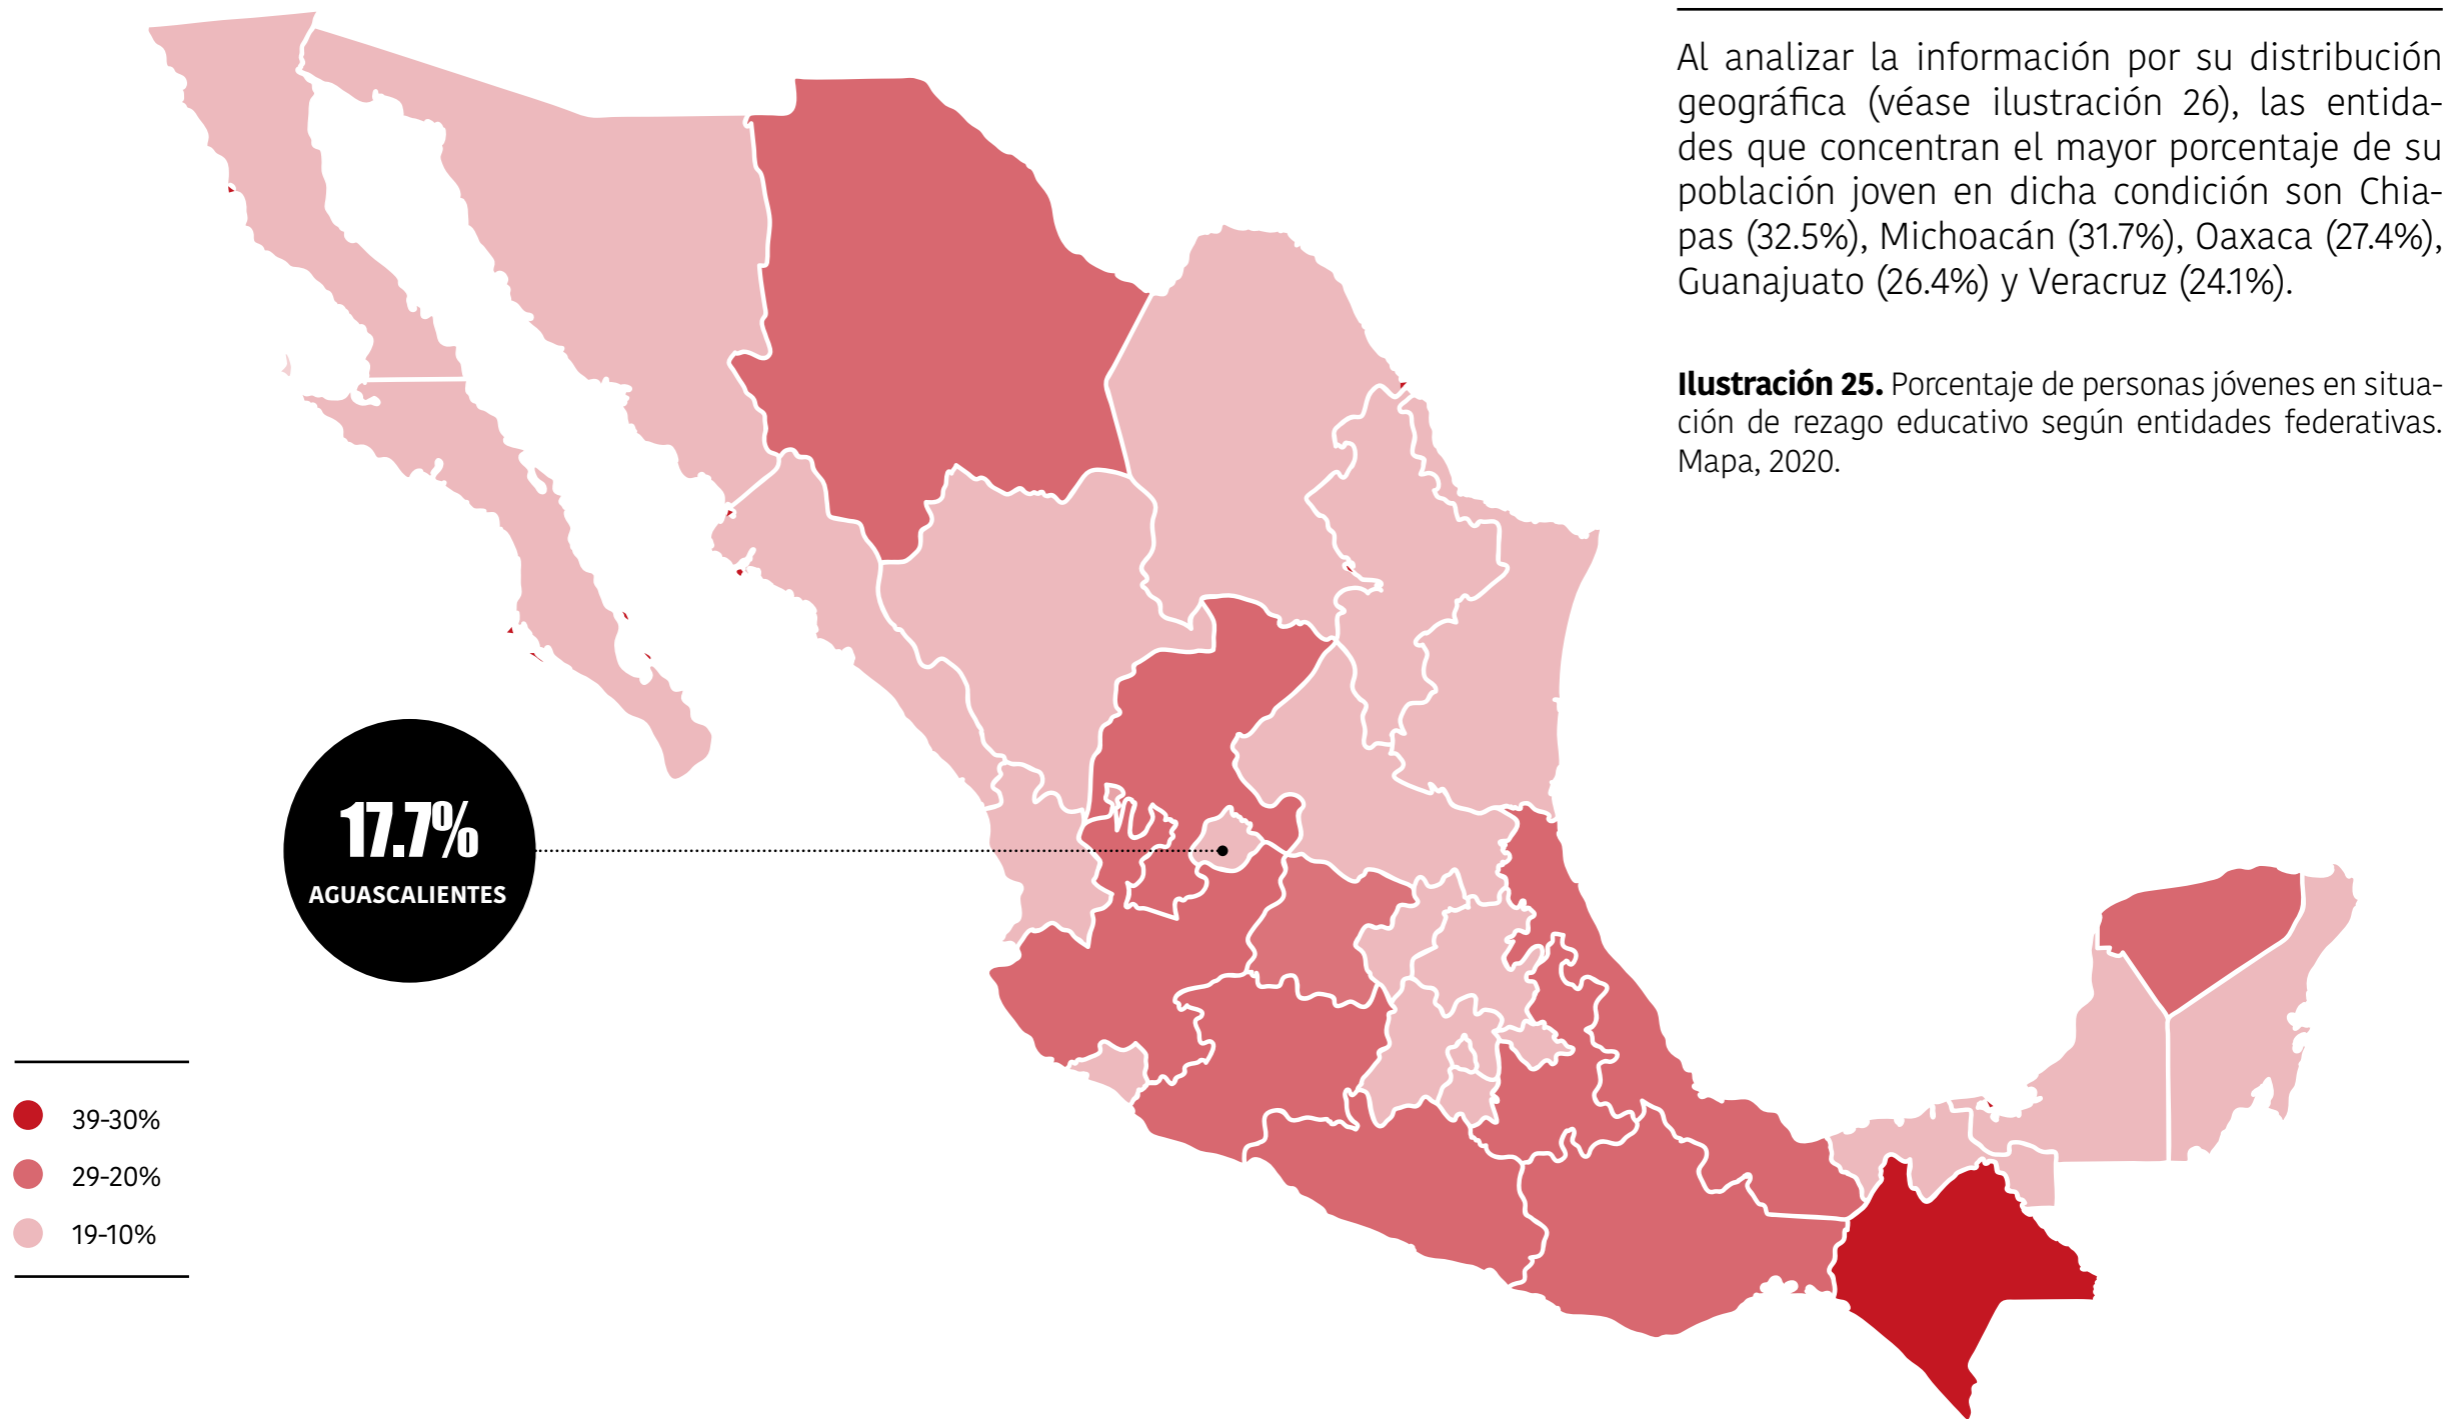 Al analizar la información por su distribución
geográfica (véase ilustración 26), las entida-
des que concentran el mayor porcentaje de su
población joven en dicha condición son Chia-
pas (32.5%), Michoacán (31.7%), Oaxaca (27.4%),
Guanajuato (26.4%) y Veracruz (24.1%).
Ilustración 25. Porcentaje de personas jóvenes en situa-
ción de rezago educativo según entidades federativas.
Mapa, 2020.
17.7%
AGUASCALIENTES
39-30%
29-20%
19-10%